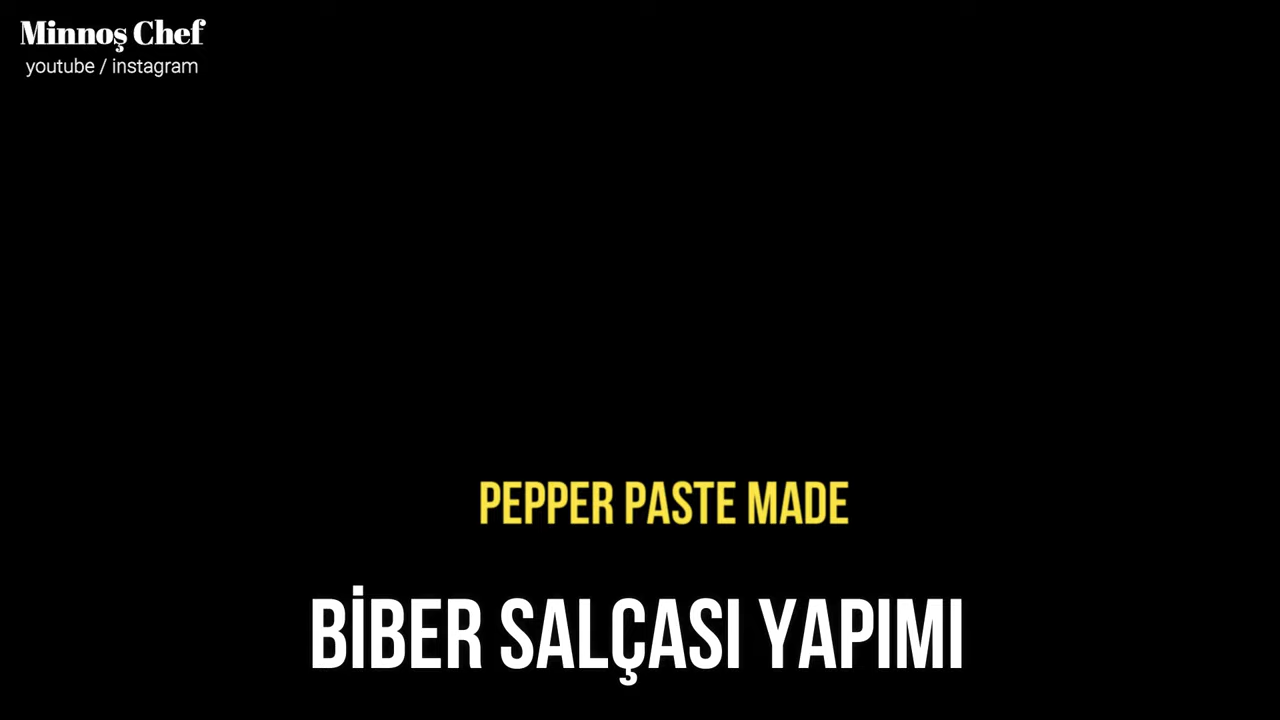 Minnoş Chef
youtube / instagram
PEPPER PASTE MADE
BİBER SALÇASI YAPIMI